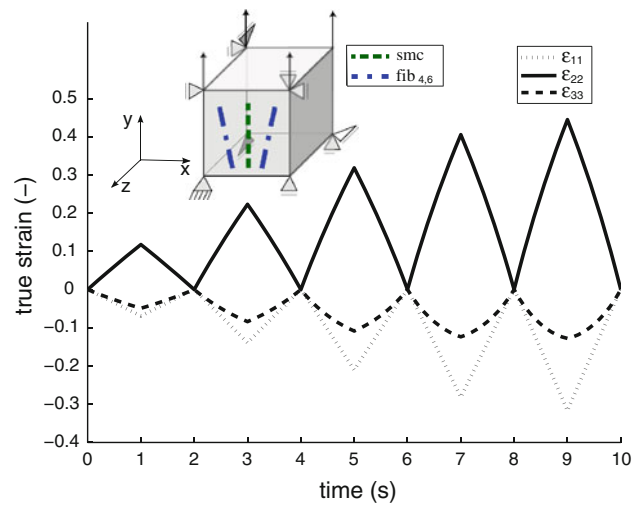 smc
fib 4,6
ε11
ε22
ε33
y
x
z
true strain (−)
0.5
0.4
0.3
0.2
0.1
0
-0.1
-0.2
-0.3
-0.4
0 1 2 3 4 5 6 7 8 9 10
time (s)